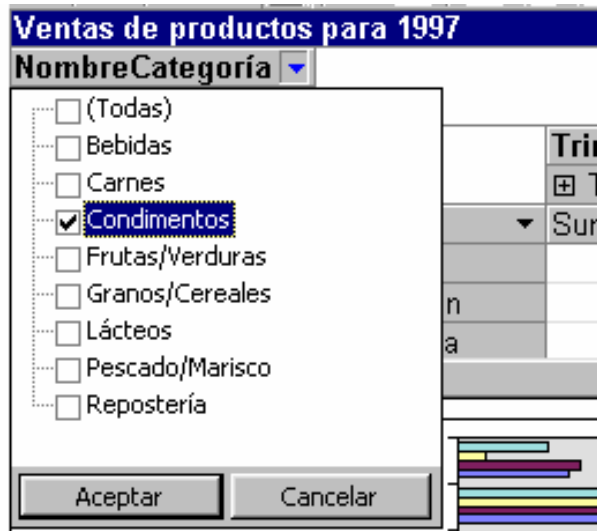 Ventas de productos para 1997
NombreCategoría
(Todas)
Bebidas
Carnes
Condimentos
Frutas/Verduras
Granos/Cereales
Lácteos
Pescado/Marisco
Repostería
Aceptar Cancelar